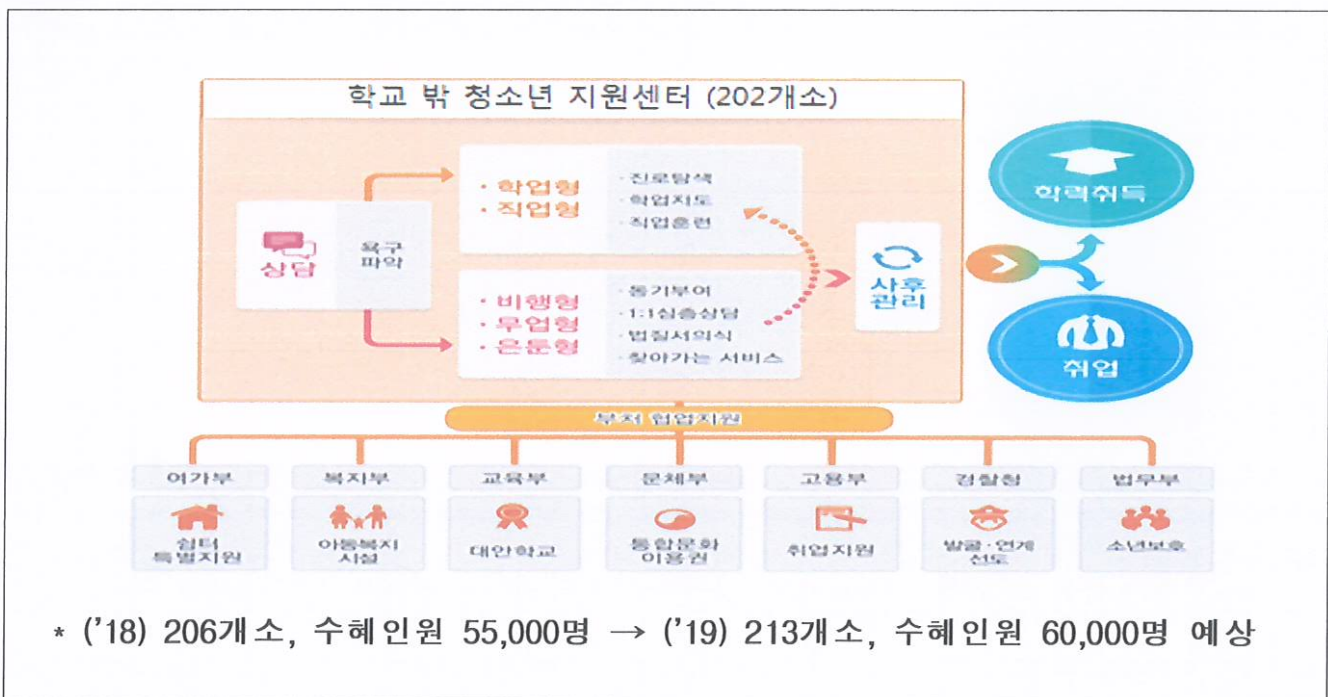 학교 밖 청소년 지원센터 (202개소)
상담
욕구
파악
· 학업형
· 직업형
· 진로탐색
· 학업지도
· 직업훈련
· 비행형
· 무업형
· 은둔형
· 동기부여
· 1:1심층상담
· 법질서의식
· 찾아가는 서비스
사후
관리
학력취득
취업
부처 협업지원
여가부
복지부
교육부
문체부
고용부
경찰청
법무부
쉼터
특별지원
아동복지
시설
대안학교
통합문화
이용권
취업지원
발굴·연계
선도
소년보호
* ('18) 206개소, 수혜인원 55,000명 → ('19) 213개소, 수혜인원 60,000명 예상